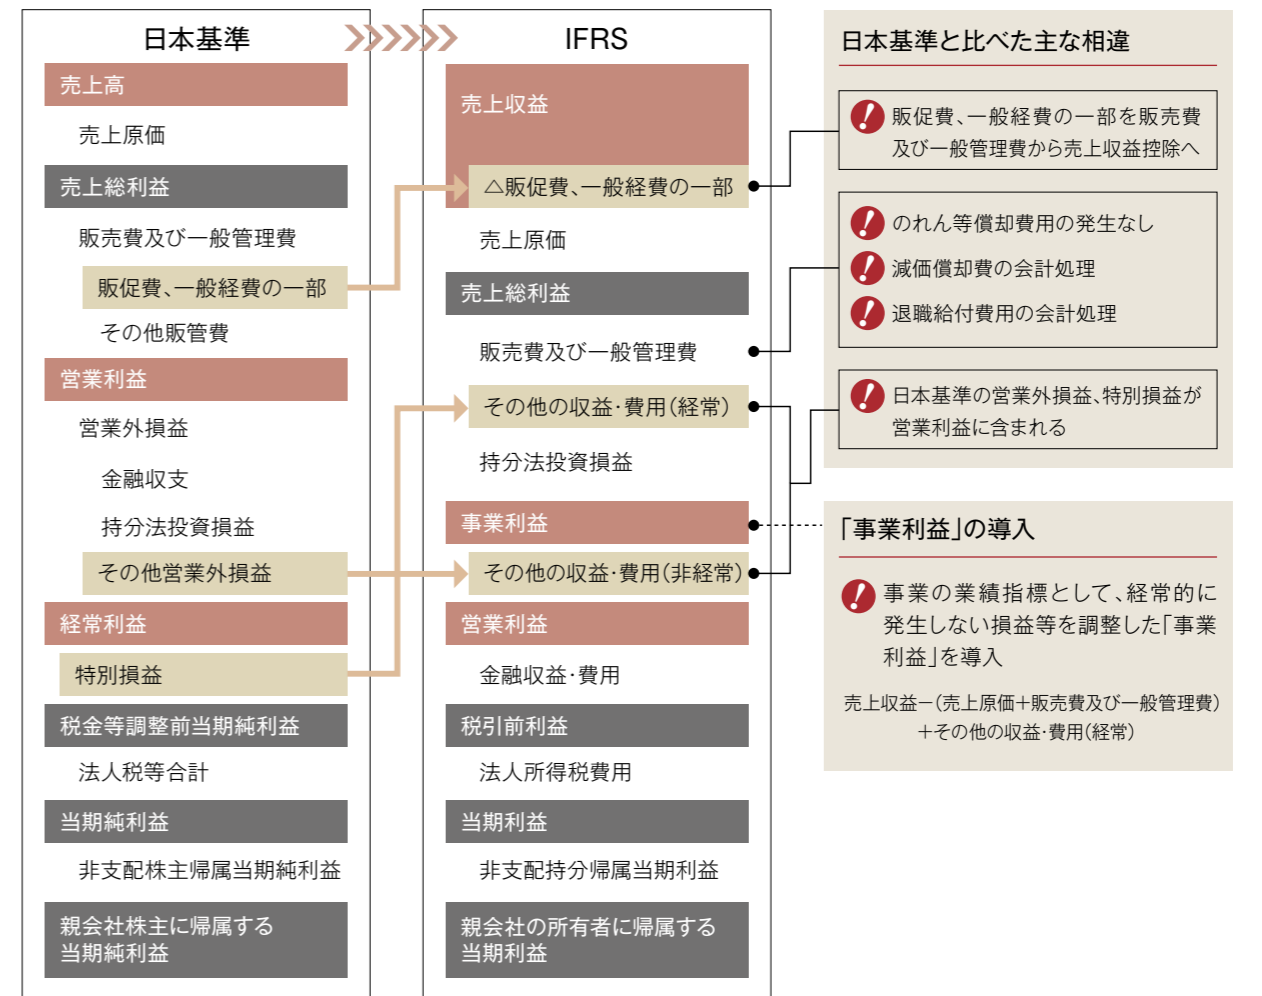 日本基準
売上高
売上原価
売上総利益
販売費及び一般管理費
販促費、一般経費の一部
その他販管費
営業利益
営業外損益
金融収支
持分法投資損益
その他営業外損益
経常利益
特別損益
税金等調整前当期純利益
法人税等合計
当期純利益
非支配株主帰属当期純利益
親会社株主に帰属する
当期純利益
IFRS
売上収益
△販促費、一般経費の一部
売上原価
売上総利益
販売費及び一般管理費
その他の収益・費用（経常）
持分法投資損益
事業利益
その他の収益・費用（非経常）
営業利益
金融収益・費用
税引前利益
法人所得税費用
当期利益
非支配持分帰属当期利益
親会社の所有者に帰属する
当期利益
日本基準と比べた主な相違
販促費、一般経費の一部を販売費
及び一般管理費から売上収益控除へ
のれん等償却費用の発生なし
減価償却費の会計処理
退職給付費用の会計処理
日本基準の営業外損益、特別損益が
営業利益に含まれる
「事業利益」の導入
事業の業績指標として、経常的に
発生しない損益等を調整した「事業
利益」を導入
売上収益－（売上原価＋販売費及び一般管理費）
＋その他の収益・費用（経常）